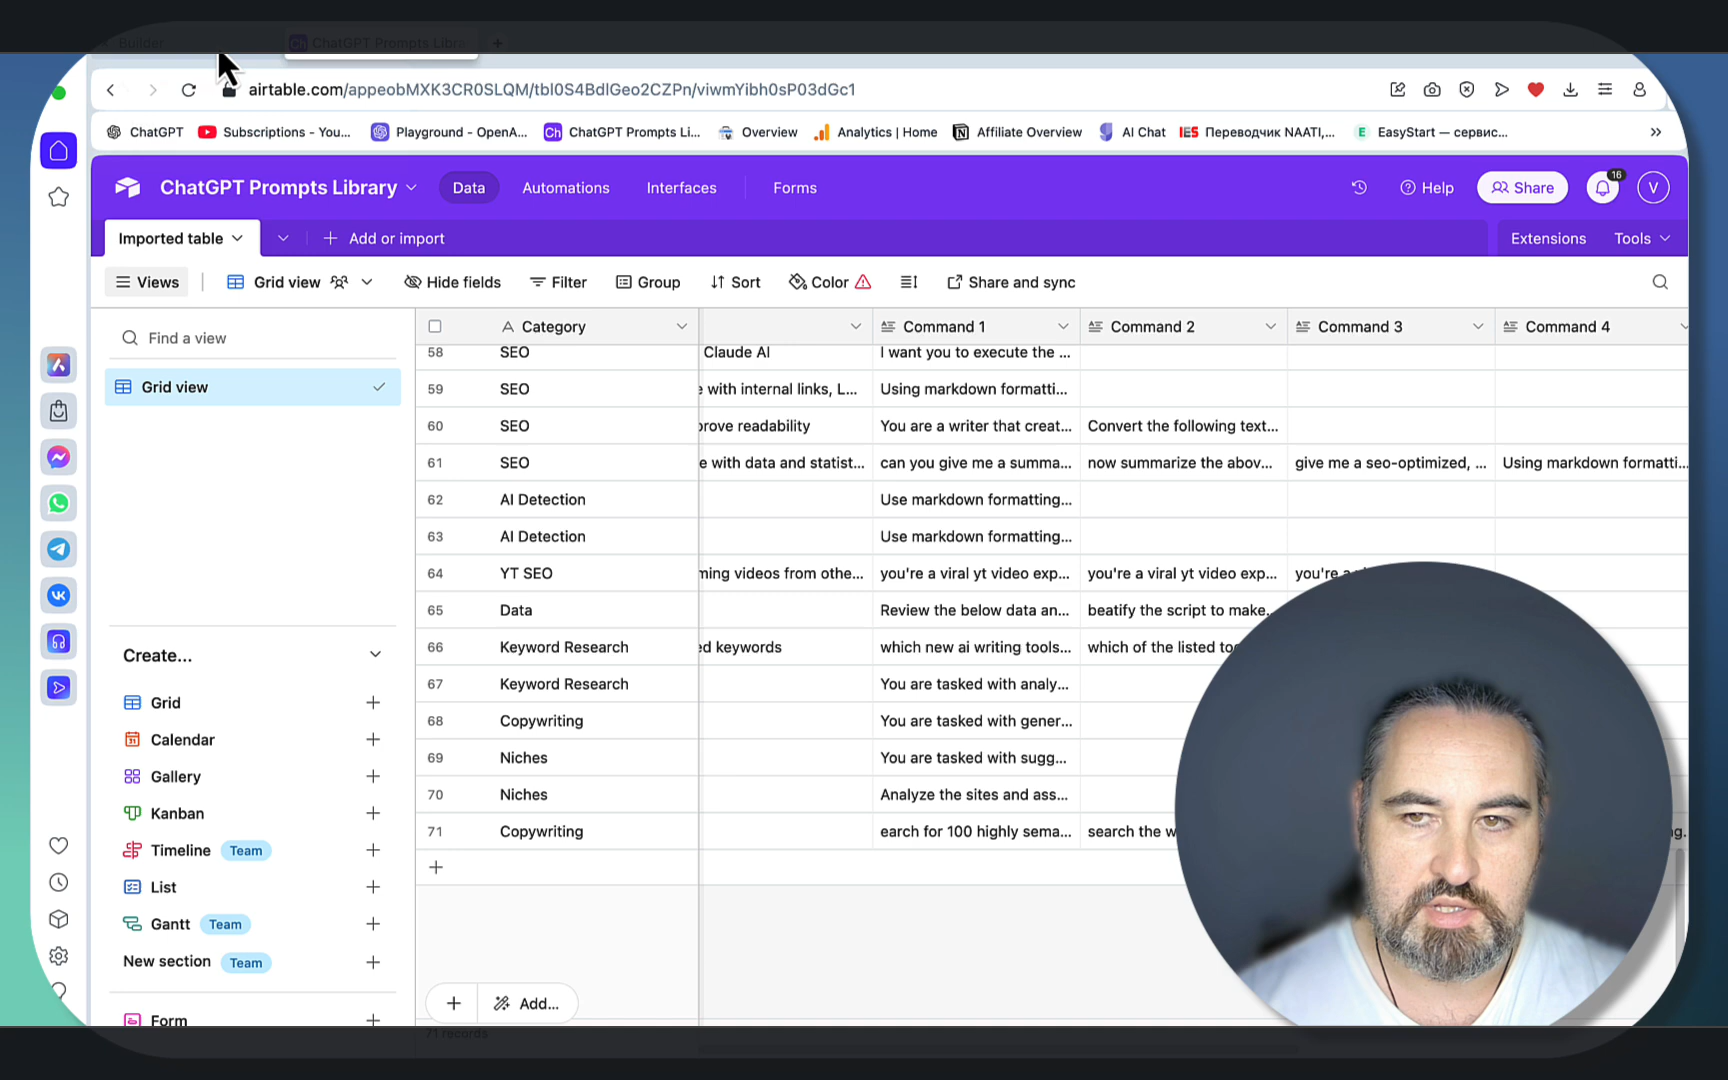 Builder
ChatGPT Prompts Libra
airtable.com/appeobMXK3CR0SLQM/tbl0S4BdlGeo2CZPn/viwmYibh0sP03dGc1
ChatGPT Subscriptions - You... Playground - OpenA... ChatGPT Prompts Li... Overview Analytics | Home Affiliate Overview AI Chat IES Переводчик NAATI,... EasyStart — сервис...
ChatGPT Prompts Library Data Automations Interfaces Forms Help Share 16 V
Imported table Add or import Extensions Tools
Views Grid view Hide fields Filter Group Sort Color Share and sync
Find a view
Grid view
Category Command 1 Command 2 Command 3 Command 4
58 SEO Claude AI I want you to execute the ...
59 SEO with internal links, L... Using markdown formatti...
60 SEO prove readability You are a writer that creat... Convert the following text...
61 SEO e with data and statist... can you give me a summa... now summarize the abov... give me a seo-optimized, ... Using markdown formatti...
62 AI Detection Use markdown formatting...
63 AI Detection Use markdown formatting...
64 YT SEO ming videos from othe... you're a viral yt video exp... you're a viral yt video exp... you're a
65 Data Review the below data an... beatify the script to make...
66 Keyword Research ed keywords which new ai writing tools... which of the listed to
67 Keyword Research You are tasked with analy...
68 Copywriting You are tasked with gener...
69 Niches You are tasked with sugg...
70 Niches Analyze the sites and ass...
71 Copywriting earch for 100 highly sema... search the w g.
Create...
Grid
Calendar
Gallery
Kanban
Timeline Team
List
Gantt Team
New section Team
Form
Add...
71 records